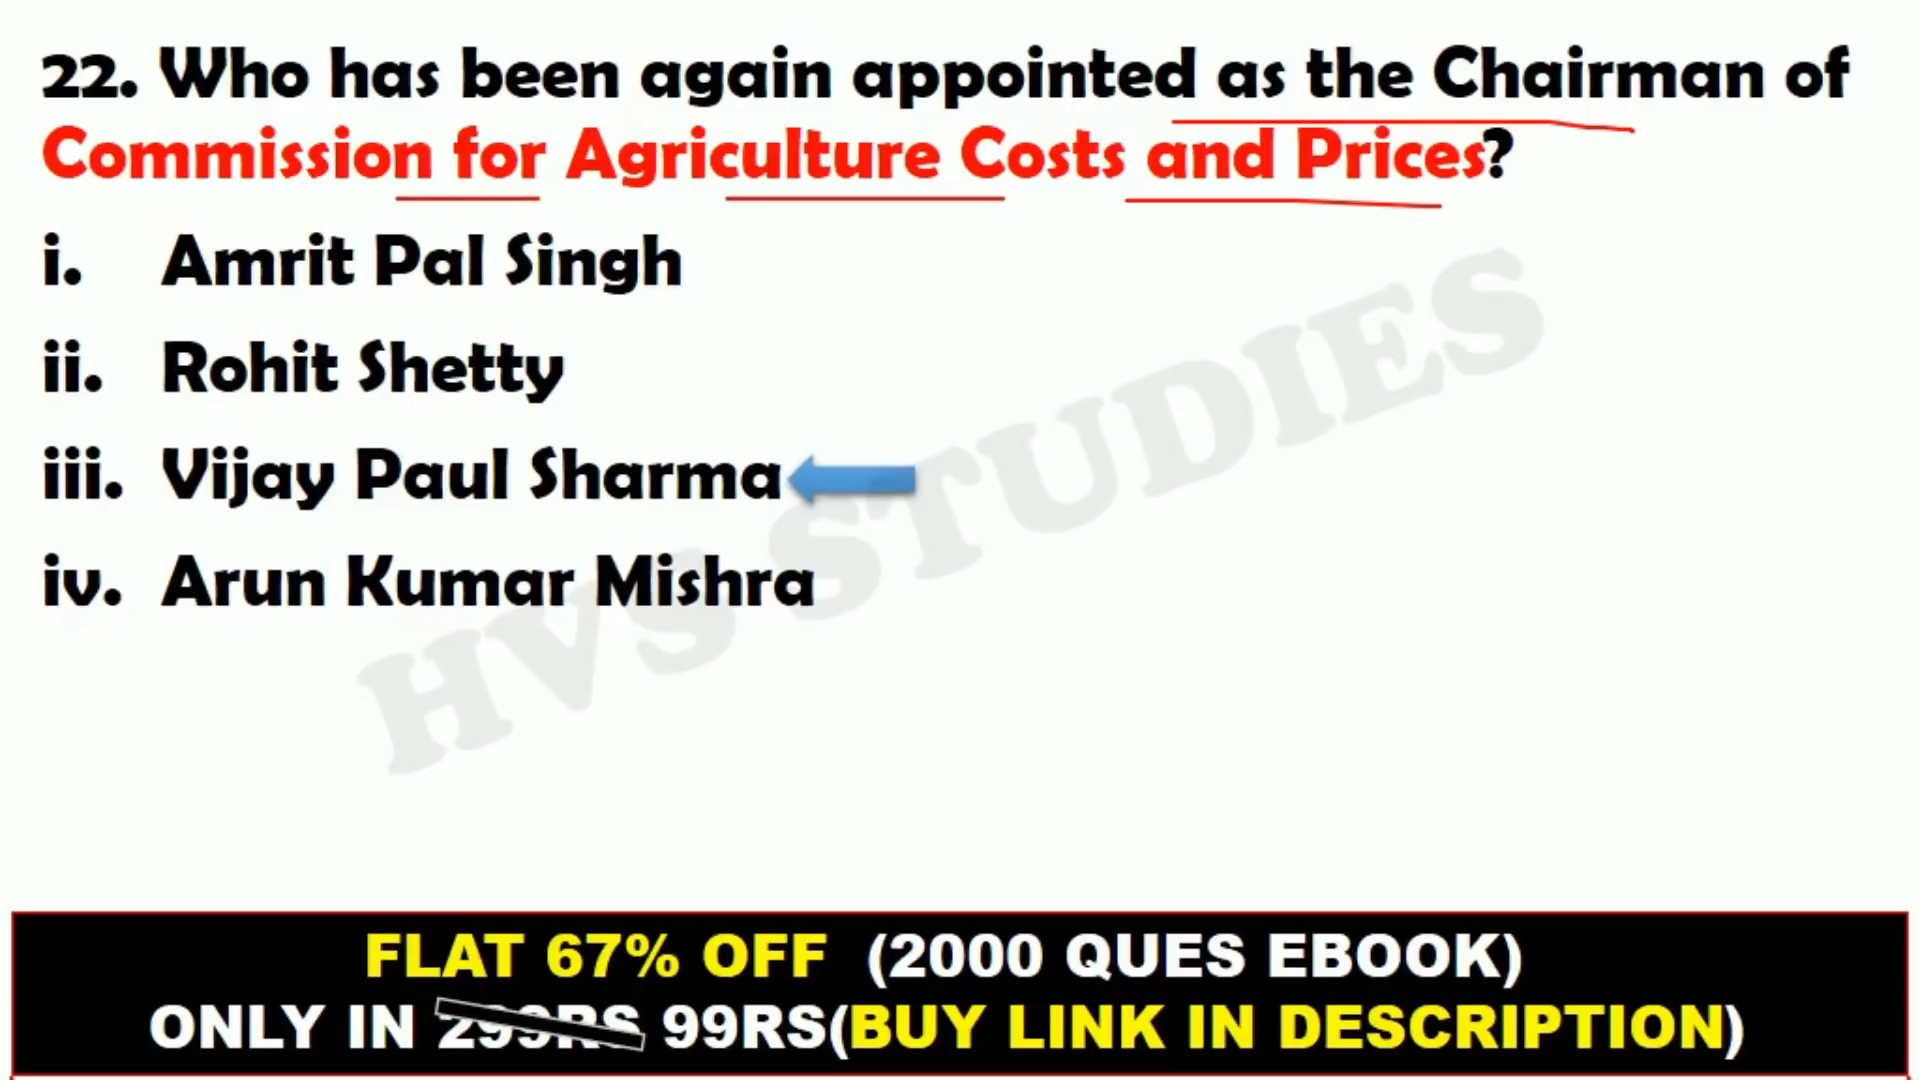 22. Who has been again appointed as the Chairman of
Commission for Agriculture Costs and Prices?
i. Amrit Pal Singh
ii. Rohit Shetty
iii. Vijay Paul Sharma
iv. Arun Kumar Mishra
HVS STUDIES
FLAT 67% OFF (2000 QUES EBOOK)
ONLY IN 299RS 99RS(BUY LINK IN DESCRIPTION)